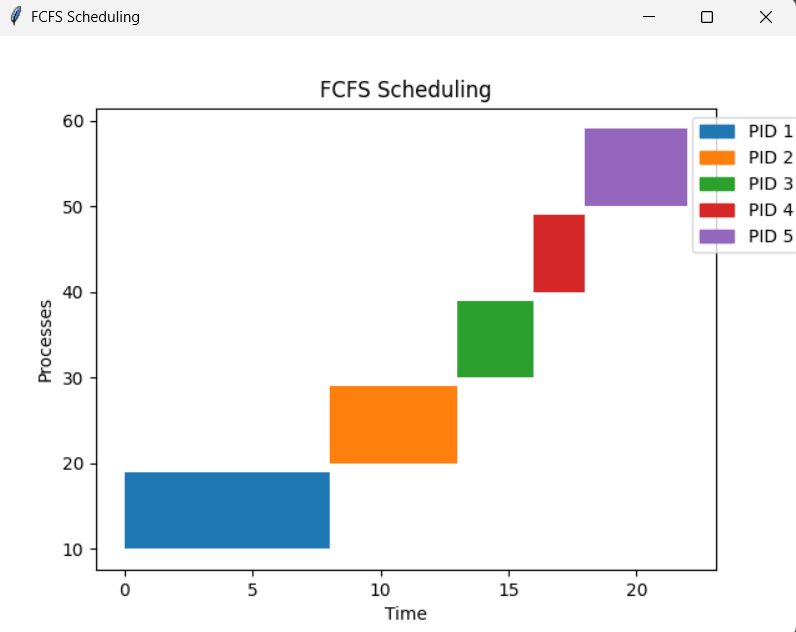 FCFS Scheduling
FCFS Scheduling
60
50
40
30
20
10
Processes
0 5 10 15 20
Time
PID 1
PID 2
PID 3
PID 4
PID 5